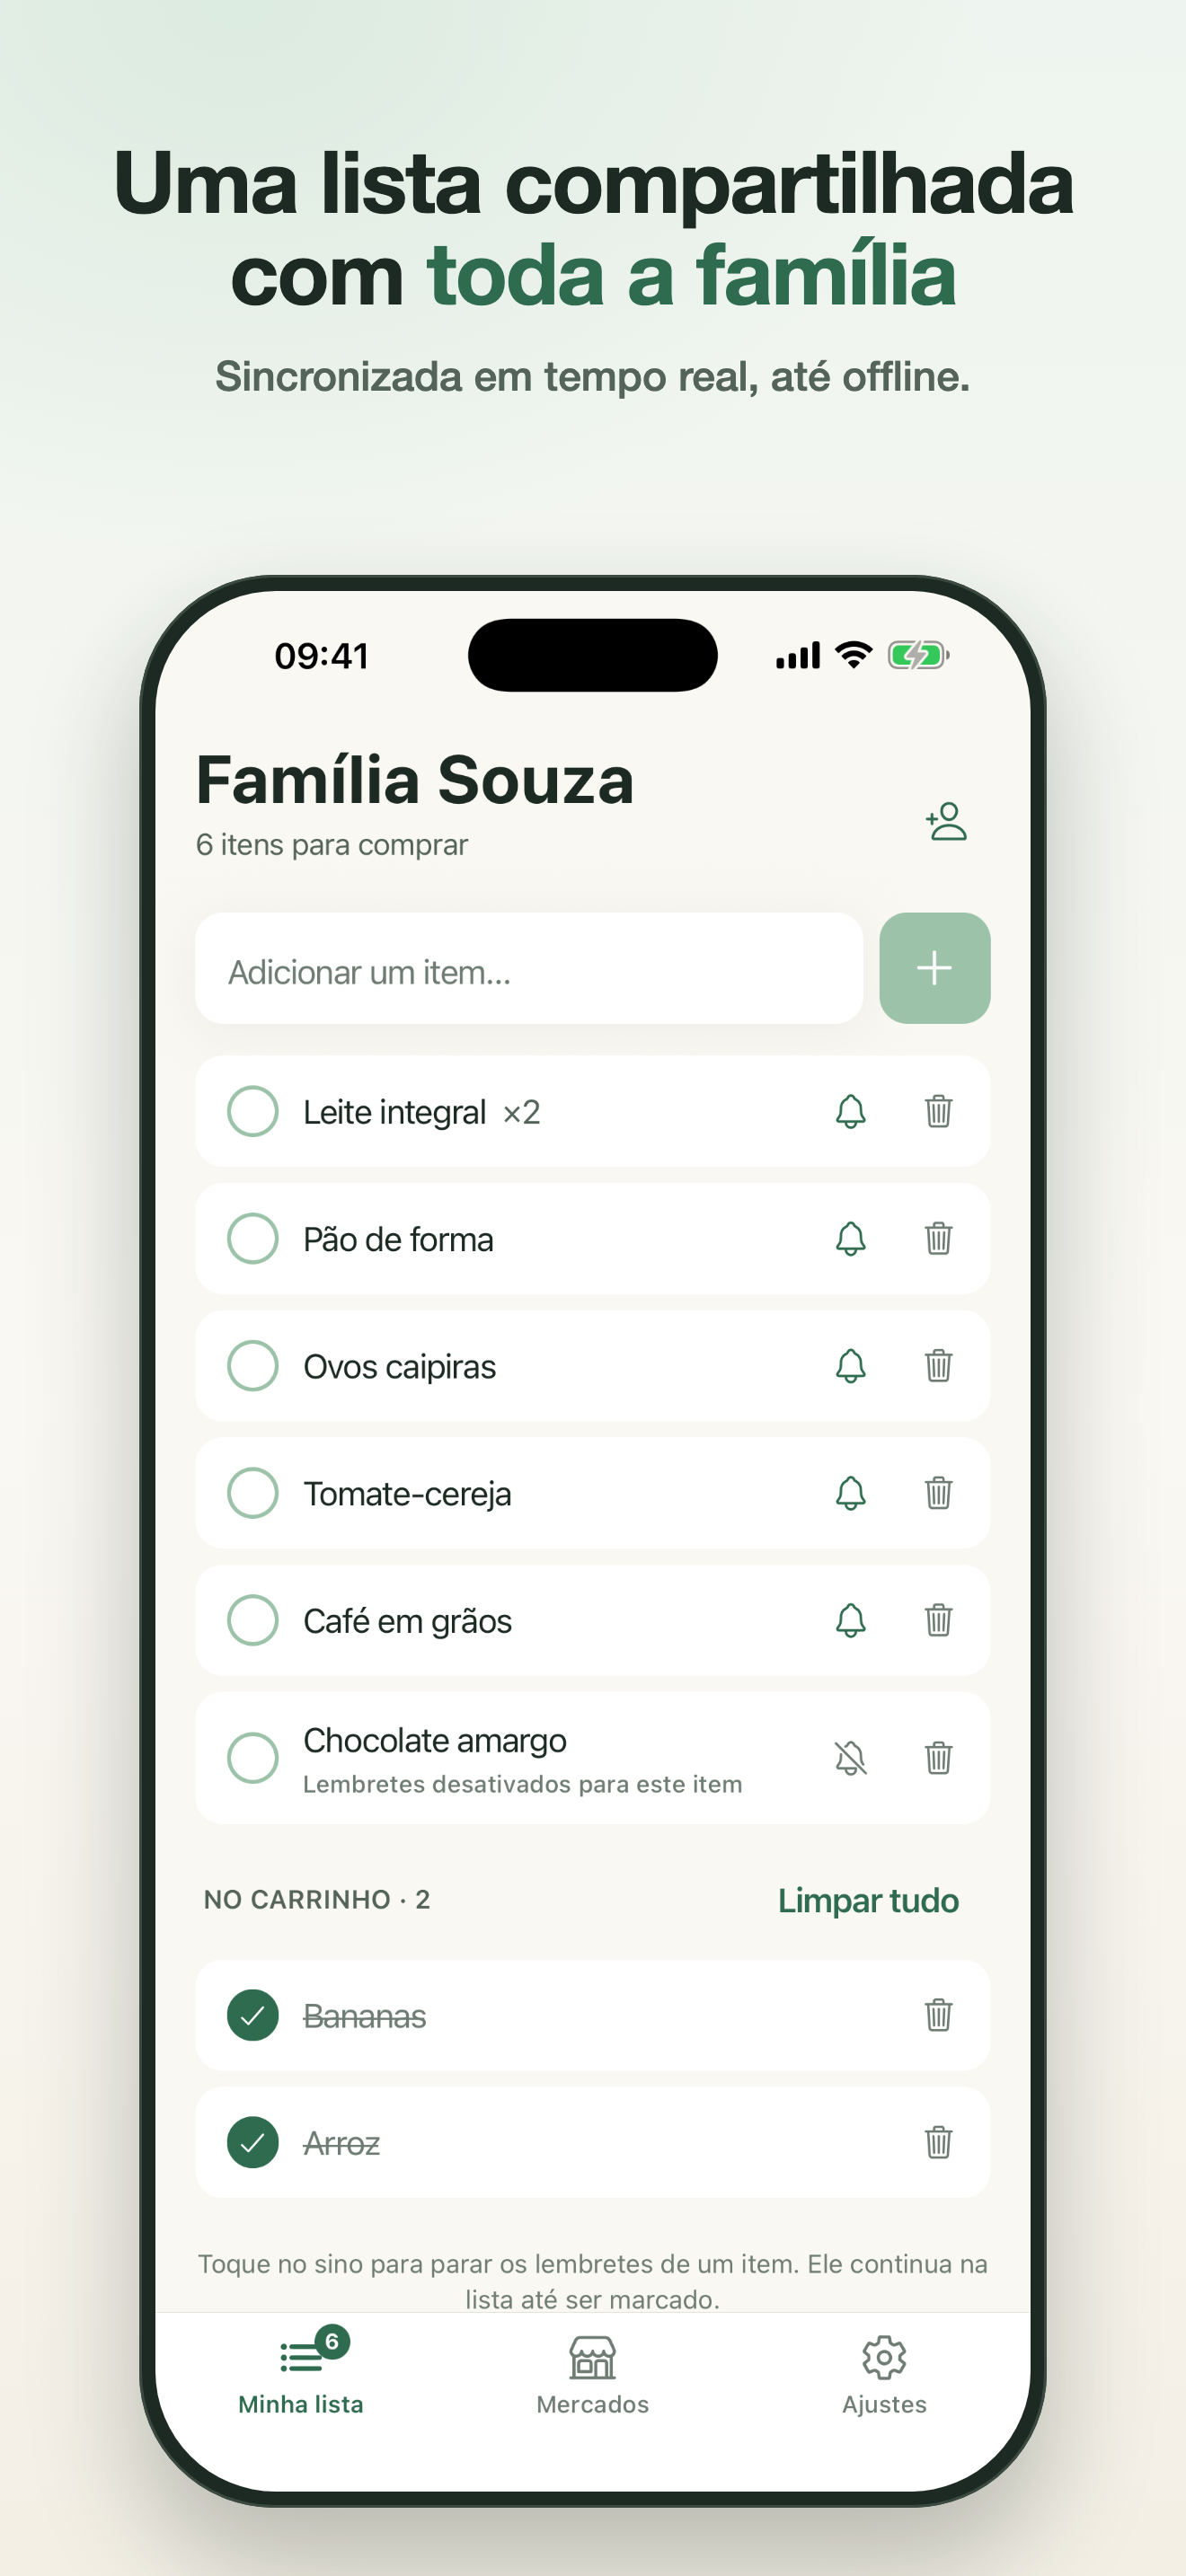 Uma lista compartilhada
com toda a família
Sincronizada em tempo real, até offline.
09:41
Família Souza
6 itens para comprar
Adicionar um item...
Leite integral ×2
Pão de forma
Ovos caipiras
Tomate-cereja
Café em grãos
Chocolate amargo
Lembretes desativados para este item
NO CARRINHO · 2
Limpar tudo
Bananas
Arroz
Toque no sino para parar os lembretes de um item. Ele continua na
lista até ser marcado.
6
Minha lista
Mercados
Ajustes